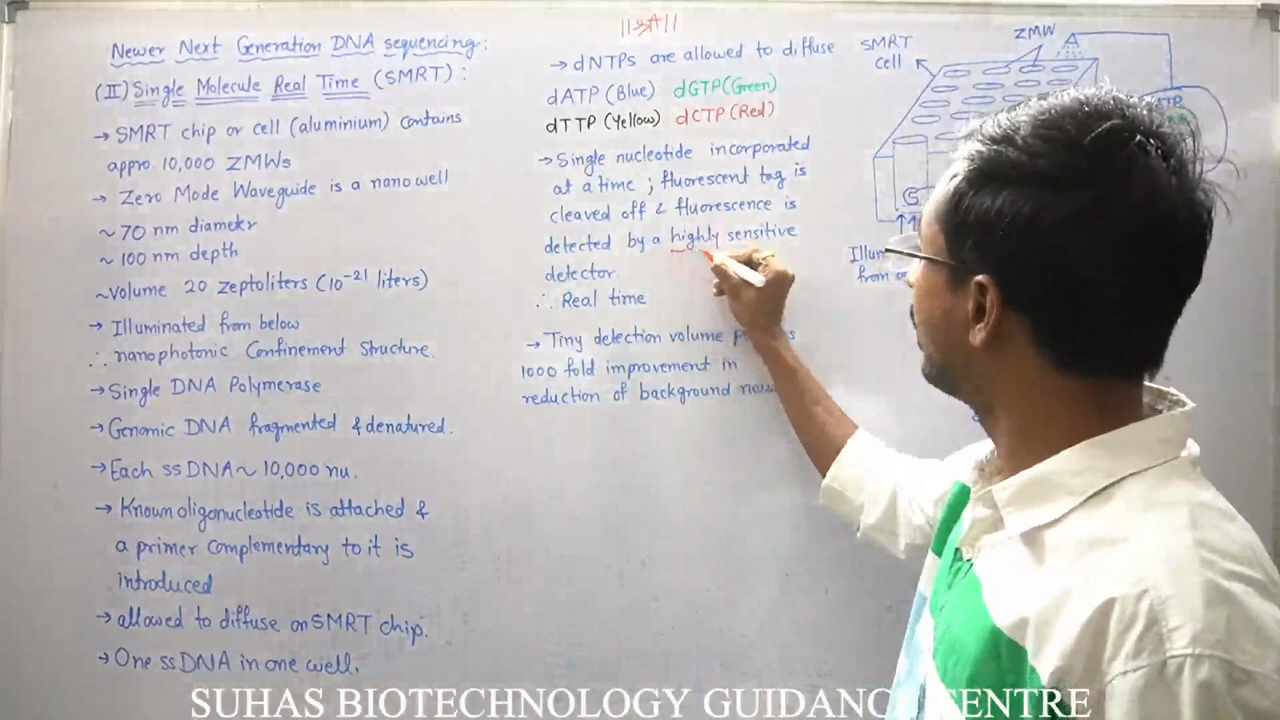 Newer Next Generation DNA sequencing:
(II) Single Molecule Real Time (SMRT):
→ SMRT chip or cell (aluminium) contains
appro. 10,000 ZMWs
→ Zero Mode Waveguide is a nanowell
~70 nm diameter
~100 nm depth
~Volume 20 zeptoliters (10⁻²¹ liters)
→ Illuminated from below
∴ nanophotonic Confinement Structure.
→ Single DNA Polymerase
→ Genomic DNA fragmented & denatured.
→ Each ssDNA ~ 10,000 nu.
→ Known oligonucleotide is attached &
a primer complementary to it is
introduced
→ allowed to diffuse on SMRT chip.
→ One ssDNA in one well.
→ dNTPs are allowed to diffuse
dATP (Blue) dGTP (Green)
dTTP (Yellow) dCTP (Red)
→ Single nucleotide incorporated
at a time ; fluorescent tag is
cleaved off & fluorescence is
detected by a highly sensitive
detector.
∴ Real time
→ Tiny detection volume
1000 fold improvement in
reduction of background
SMRT
cell
ZMW
G
from
SUHAS BIOTECHNOLOGY GUIDANCE CENTRE